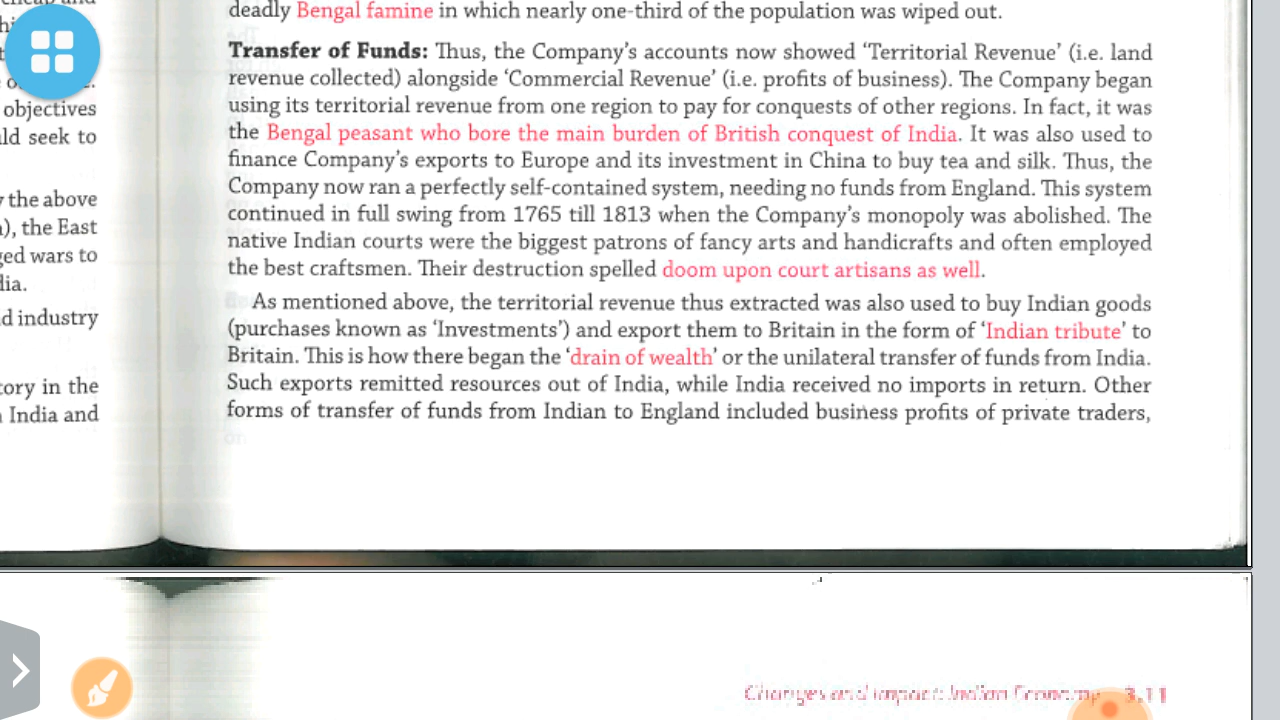 objectives
ld seek to
the above
), the East
ged wars to
dia.
d industry
tory in the
India and
deadly Bengal famine in which nearly one-third of the population was wiped out.
Transfer of Funds: Thus, the Company's accounts now showed 'Territorial Revenue' (i.e. land
revenue collected) alongside 'Commercial Revenue' (i.e. profits of business). The Company began
using its territorial revenue from one region to pay for conquests of other regions. In fact, it was
the Bengal peasant who bore the main burden of British conquest of India. It was also used to
finance Company's exports to Europe and its investment in China to buy tea and silk. Thus, the
Company now ran a perfectly self-contained system, needing no funds from England. This system
continued in full swing from 1765 till 1813 when the Company's monopoly was abolished. The
native Indian courts were the biggest patrons of fancy arts and handicrafts and often employed
the best craftsmen. Their destruction spelled doom upon court artisans as well.
As mentioned above, the territorial revenue thus extracted was also used to buy Indian goods
(purchases known as 'Investments') and export them to Britain in the form of 'Indian tribute' to
Britain. This is how there began the 'drain of wealth' or the unilateral transfer of funds from India.
Such exports remitted resources out of India, while India received no imports in return. Other
forms of transfer of funds from Indian to England included business profits of private traders,
Changes and Impact: Indian Economy 3.11